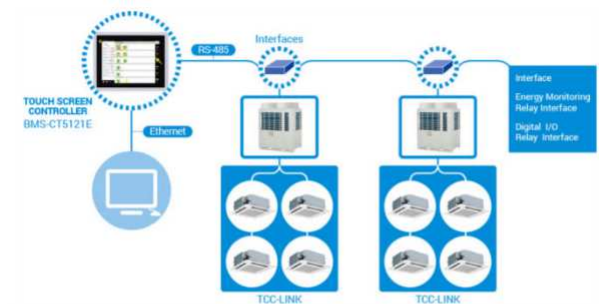 Interfaces
RS-485
TOUCH SCREEN
CONTROLLER
BMS-CT5121E
Ethernet
Interface
Energy Monitoring
Relay Interface
Digital I/O
Relay Interface
TCC-LINK
TCC-LINK